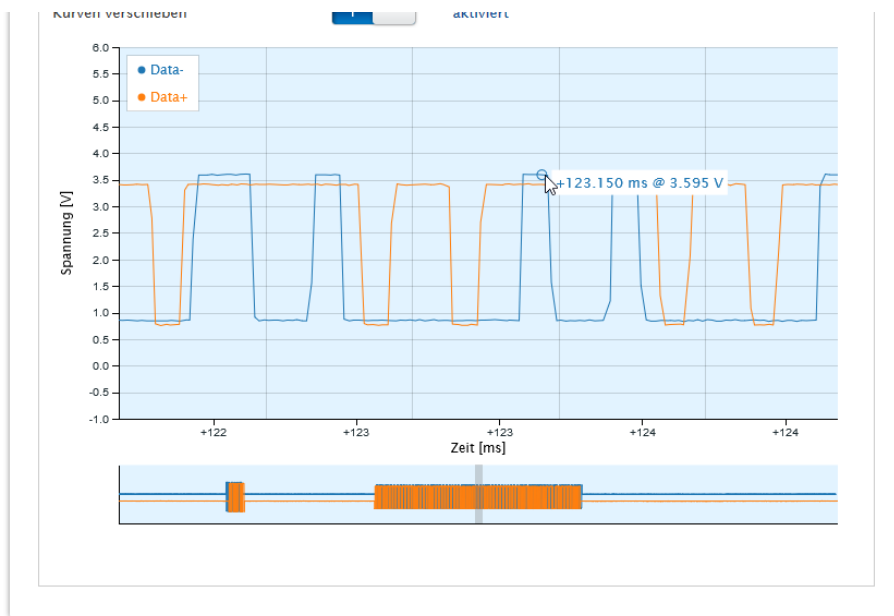 Kurven verschieben I aktiviert
6.0
5.5
5.0
4.5
4.0
3.5
3.0
2.5
2.0
1.5
1.0
0.5
0.0
-0.5
-1.0
Spannung [V]
Data-
Data+
+123.150 ms @ 3.595 V
+122 +123 +123 +124 +124
Zeit [ms]